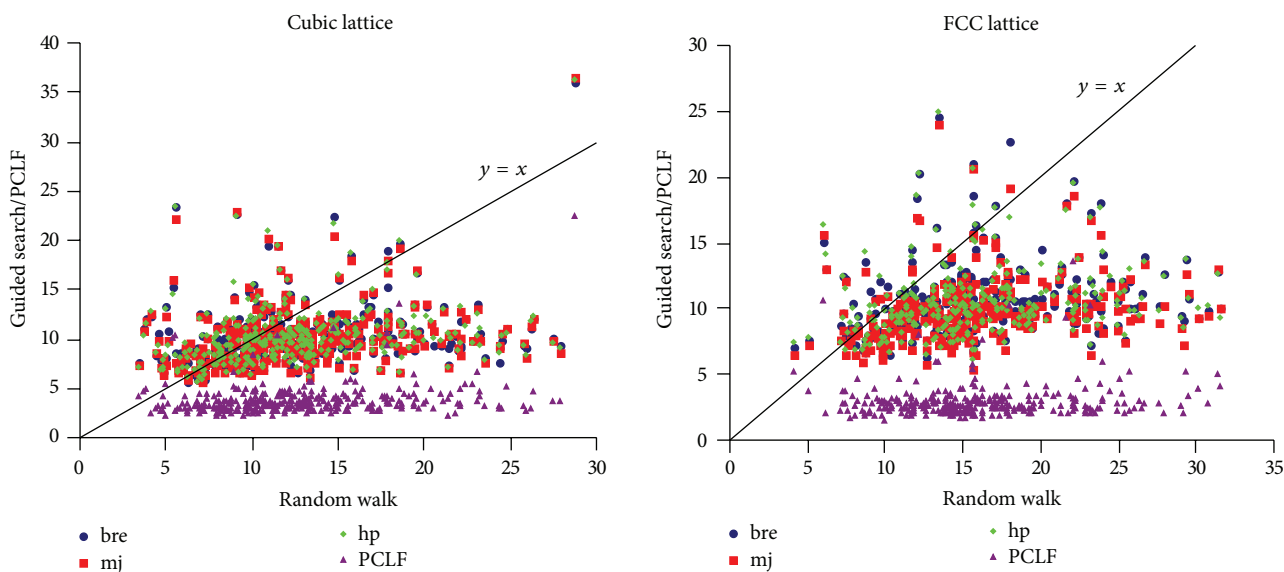 Cubic lattice
Guided search/PCLF
40
35
30
25
20
15
10
5
0
y = x
0 5 10 15 20 25 30
Random walk
bre hp
mj PCLF
FCC lattice
Guided search/PCLF
30
25
20
15
10
5
0
y = x
0 5 10 15 20 25 30 35
Random walk
bre hp
mj PCLF